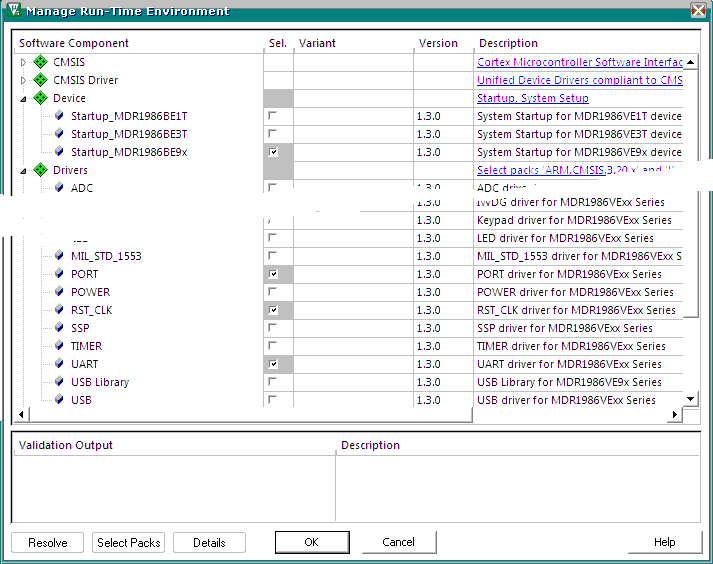 Manage Run-Time Environment
Software Component Sel. Variant Version Description
CMSIS Cortex Microcontroller Software Interfac
CMSIS Driver Unified Device Drivers compliant to CMS
Device Startup, System Setup
Startup_MDR1986BE1T 1.3.0 System Startup for MDR1986VE1T device
Startup_MDR1986BE3T 1.3.0 System Startup for MDR1986VE3T device
Startup_MDR1986BE9x 1.3.0 System Startup for MDR1986VE9x device
Drivers Select packs 'ARM.CMSIS.3.20.x' and
ADC 1.3.0 ADC drive
1.3.0 IWDG driver for MDR1986VExx Series
1.3.0 Keypad driver for MDR1986VExx Series
1.3.0 LED driver for MDR1986VExx Series
MIL_STD_1553 1.3.0 MIL_STD_1553 driver for MDR1986VExx S
PORT 1.3.0 PORT driver for MDR1986VExx Series
POWER 1.3.0 POWER driver for MDR1986VExx Series
RST_CLK 1.3.0 RST_CLK driver for MDR1986VExx Series
SSP 1.3.0 SSP driver for MDR1986VExx Series
TIMER 1.3.0 TIMER driver for MDR1986VExx Series
UART 1.3.0 UART driver for MDR1986VExx Series
USB Library 1.3.0 USB Library for MDR1986VE9x Series
USB 1.3.0 USB driver for MDR1986VExx Series
Validation Output Description
Resolve Select Packs Details OK Cancel Help